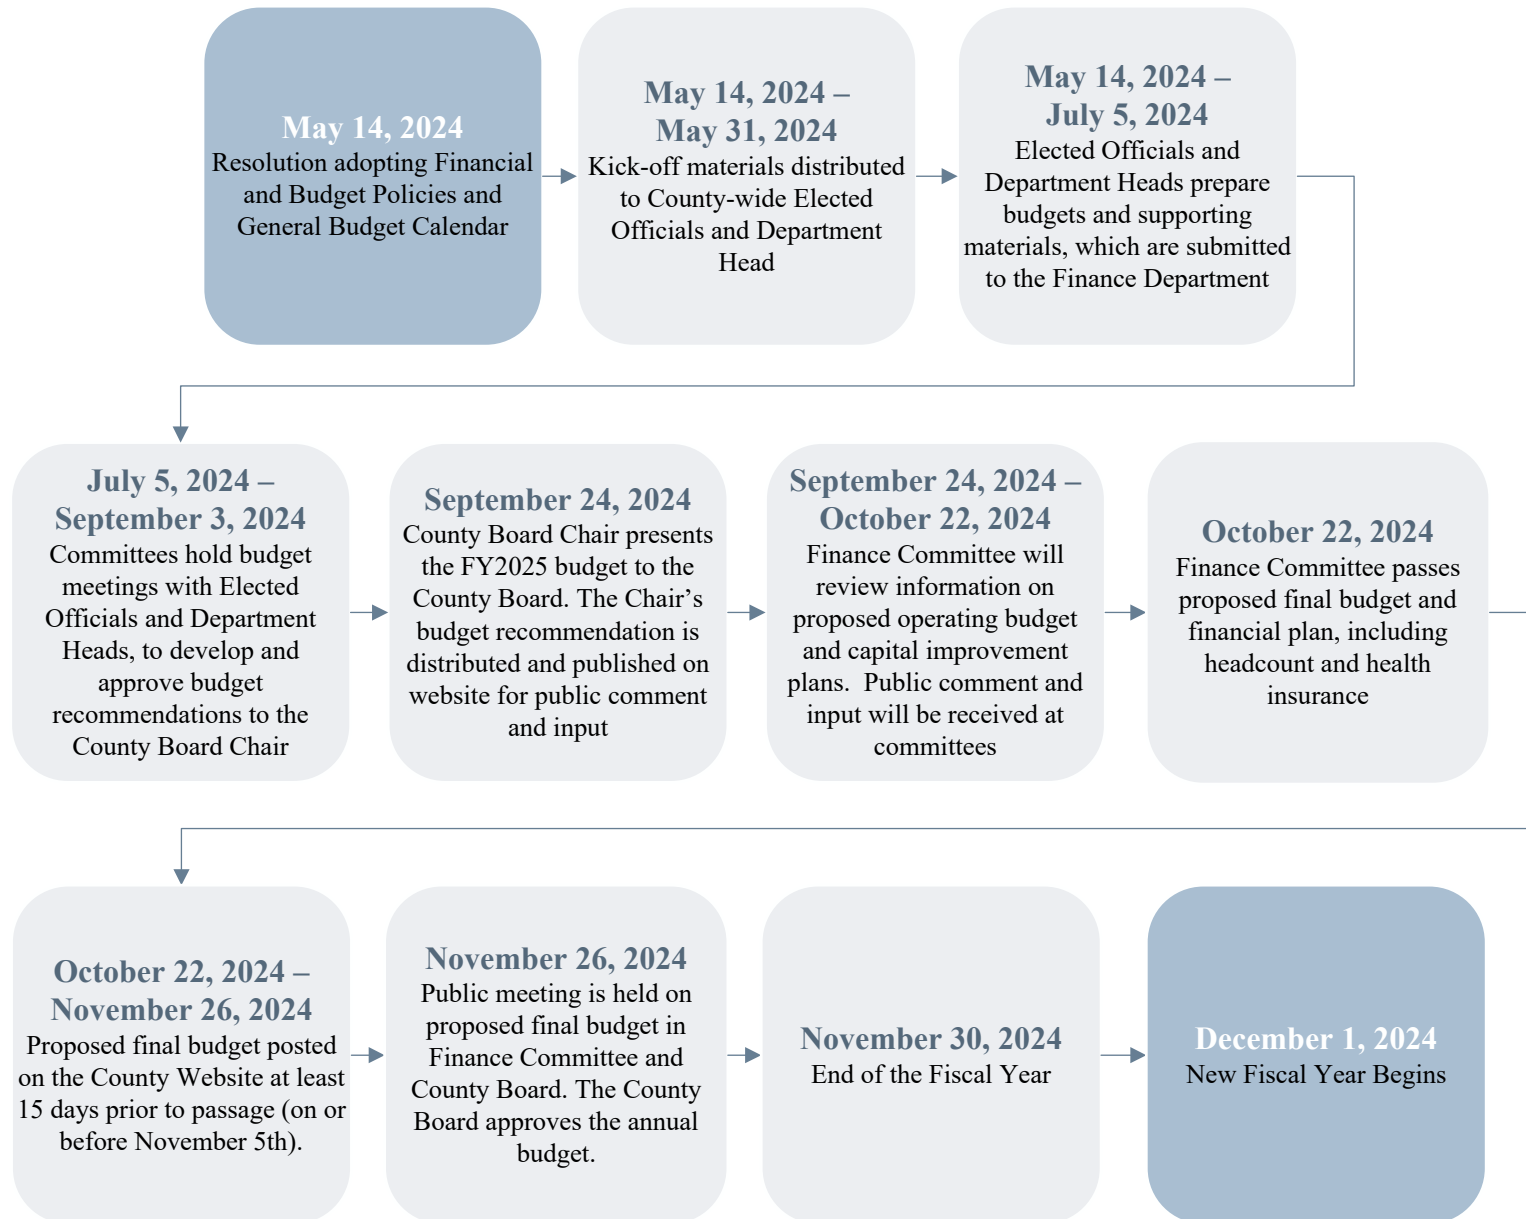 May 14, 2024
Resolution adopting Financial
and Budget Policies and
General Budget Calendar
May 14, 2024 –
May 31, 2024
Kick-off materials distributed
to County-wide Elected
Officials and Department
Head
May 14, 2024 –
July 5, 2024
Elected Officials and
Department Heads prepare
budgets and supporting
materials, which are submitted
to the Finance Department
July 5, 2024 –
September 3, 2024
Committees hold budget
meetings with Elected
Officials and Department
Heads, to develop and
approve budget
recommendations to the
County Board Chair
September 24, 2024
County Board Chair presents
the FY2025 budget to the
County Board. The Chair’s
budget recommendation is
distributed and published on
website for public comment
and input
September 24, 2024 –
October 22, 2024
Finance Committee will
review information on
proposed operating budget
and capital improvement
plans.  Public comment and
input will be received at
committees
October 22, 2024
Finance Committee passes
proposed final budget and
financial plan, including
headcount and health
insurance
October 22, 2024 –
November 26, 2024
Proposed final budget posted
on the County Website at least
15 days prior to passage (on or
before November 5th).
November 26, 2024
Public meeting is held on
proposed final budget in
Finance Committee and
County Board. The County
Board approves the annual
budget.
November 30, 2024
End of the Fiscal Year
December 1, 2024
New Fiscal Year Begins